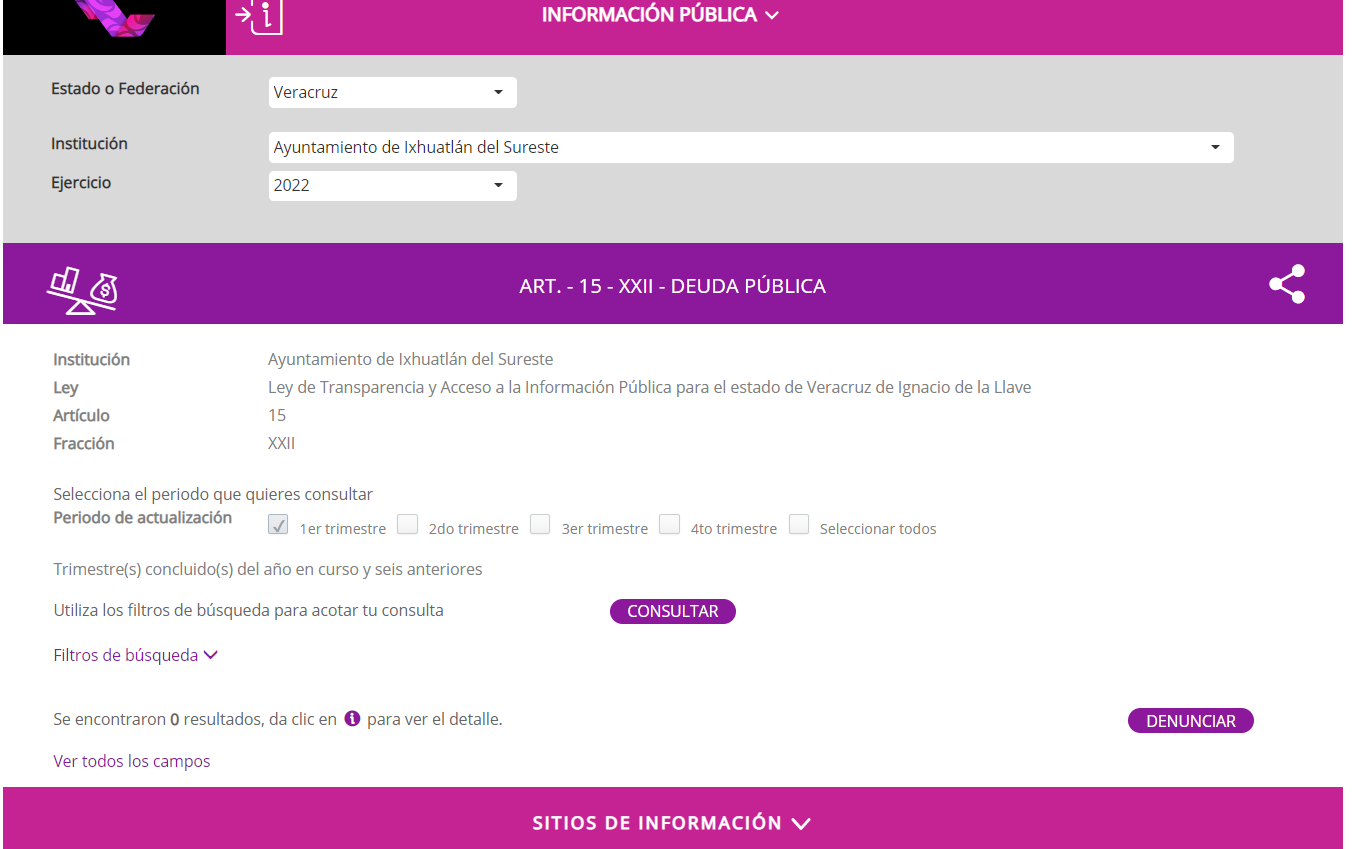 INFORMACIÓN PÚBLICA
Estado o Federación Veracruz
Institución Ayuntamiento de Ixhuatlán del Sureste
Ejercicio 2022
ART. - 15 - XXII - DEUDA PÚBLICA
Institución Ayuntamiento de Ixhuatlán del Sureste
Ley Ley de Transparencia y Acceso a la Información Pública para el estado de Veracruz de Ignacio de la Llave
Artículo 15
Fracción XXII
Selecciona el periodo que quieres consultar
Periodo de actualización 1er trimestre 2do trimestre 3er trimestre 4to trimestre Seleccionar todos
Trimestre(s) concluido(s) del año en curso y seis anteriores
Utiliza los filtros de búsqueda para acotar tu consulta CONSULTAR
Filtros de búsqueda
Se encontraron 0 resultados, da clic en i para ver el detalle. DENUNCIAR
Ver todos los campos
SITIOS DE INFORMACIÓN